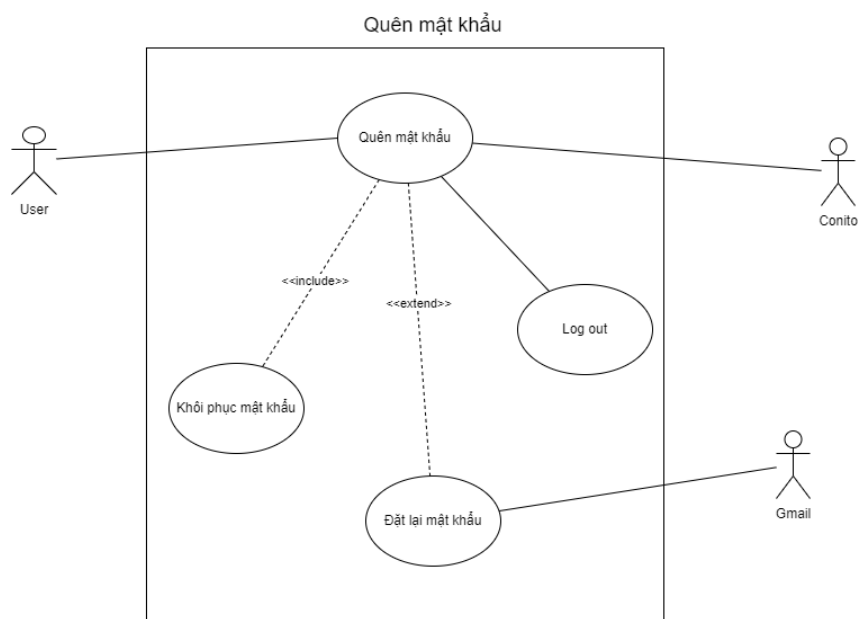 Quên mật khẩu
Quên mật khẩu
User
Conito
<<include>>
<<extend>>
Log out
Khôi phục mật khẩu
Đặt lại mật khẩu
Gmail